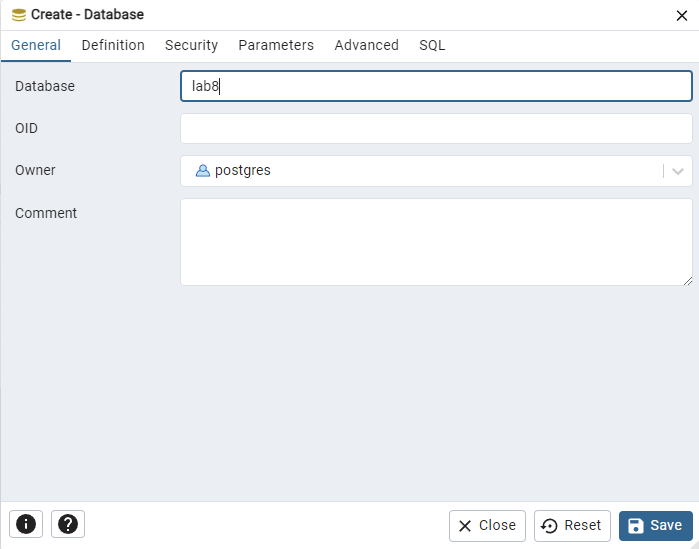 Create - Database
General Definition Security Parameters Advanced SQL
Database lab8
OID
Owner postgres
Comment
Close Reset Save